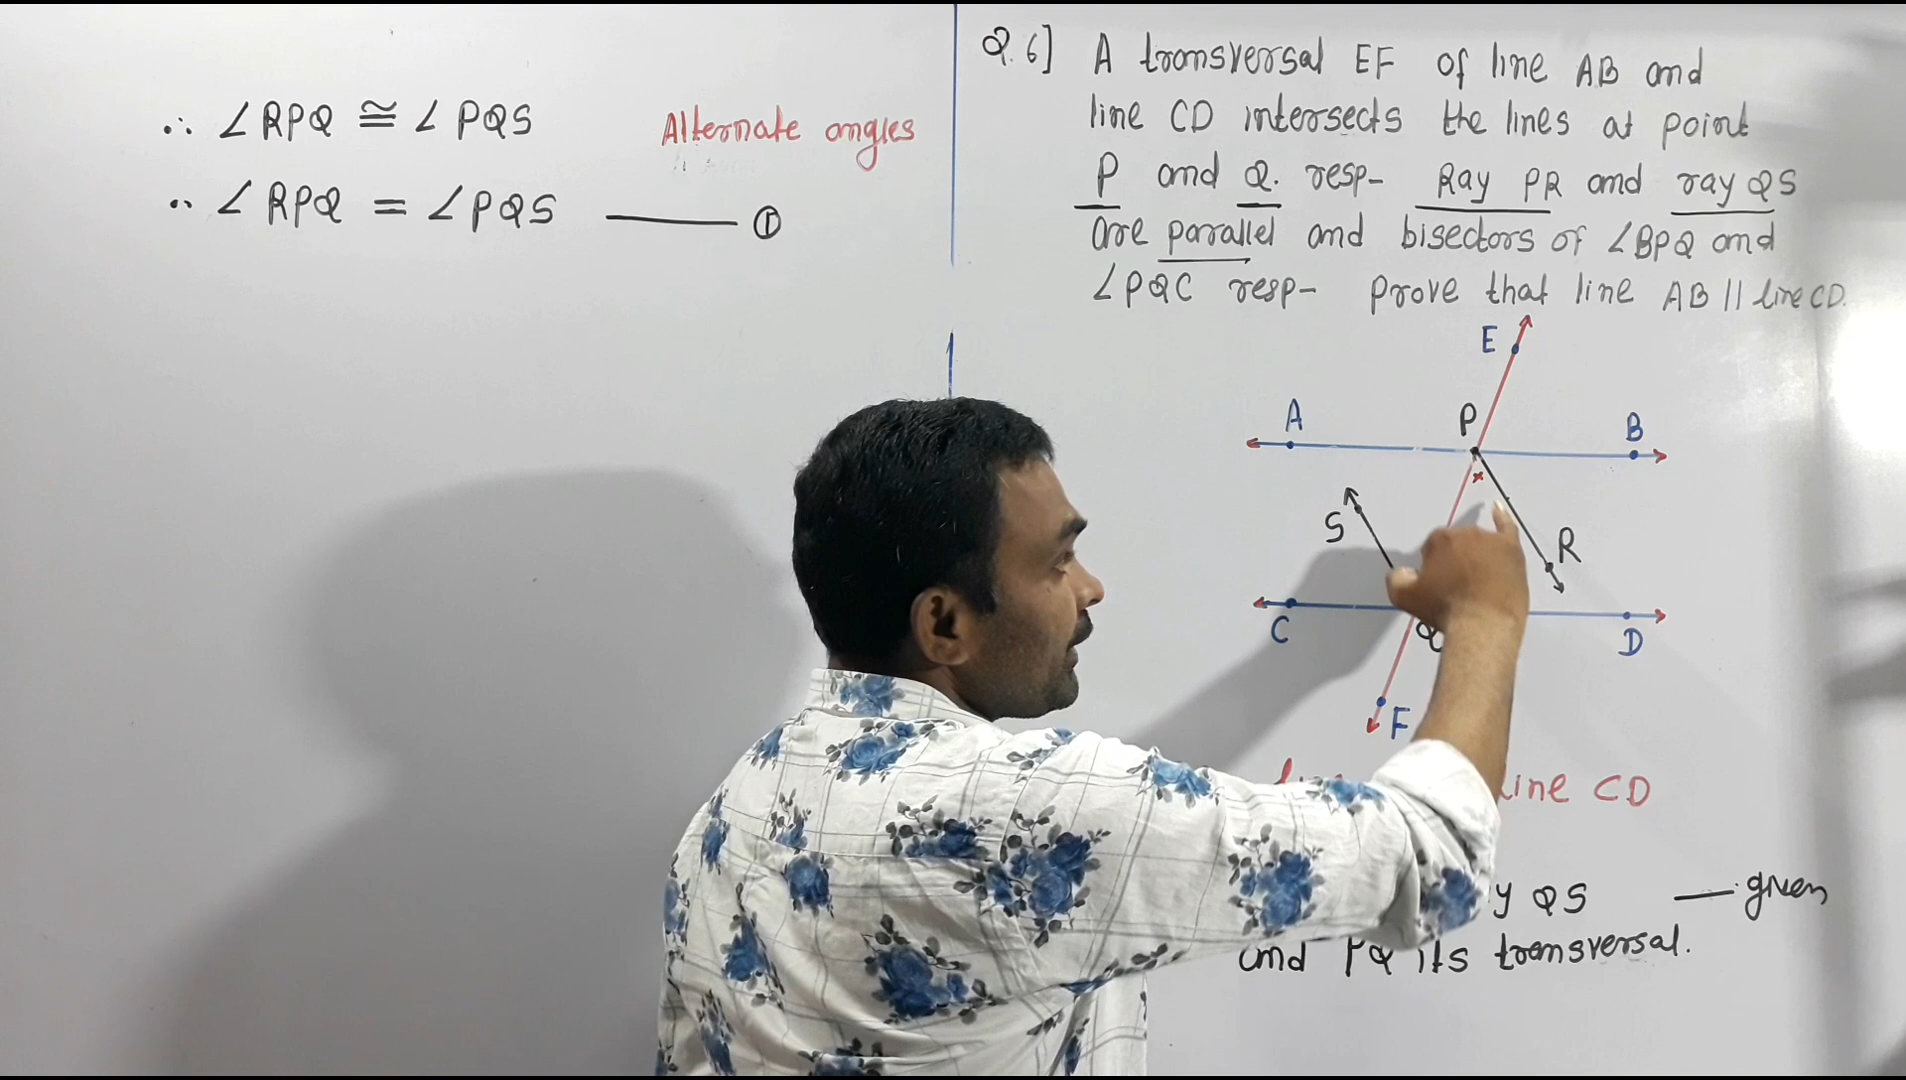 ∴ ∠RPQ ≅ ∠PQS Alternate angles
∴ ∠RPQ = ∠PQS —— ①
Q.6] A transversal EF of line AB and
line CD intersects the lines at point
P and Q. resp- Ray PR and ray QS
are parallel and bisectors of ∠BPQ and
∠PQC resp- prove that line AB || line CD.
E
A P B
x
S R
C Q D
F
line CD
QS — given
and PQ its transversal.